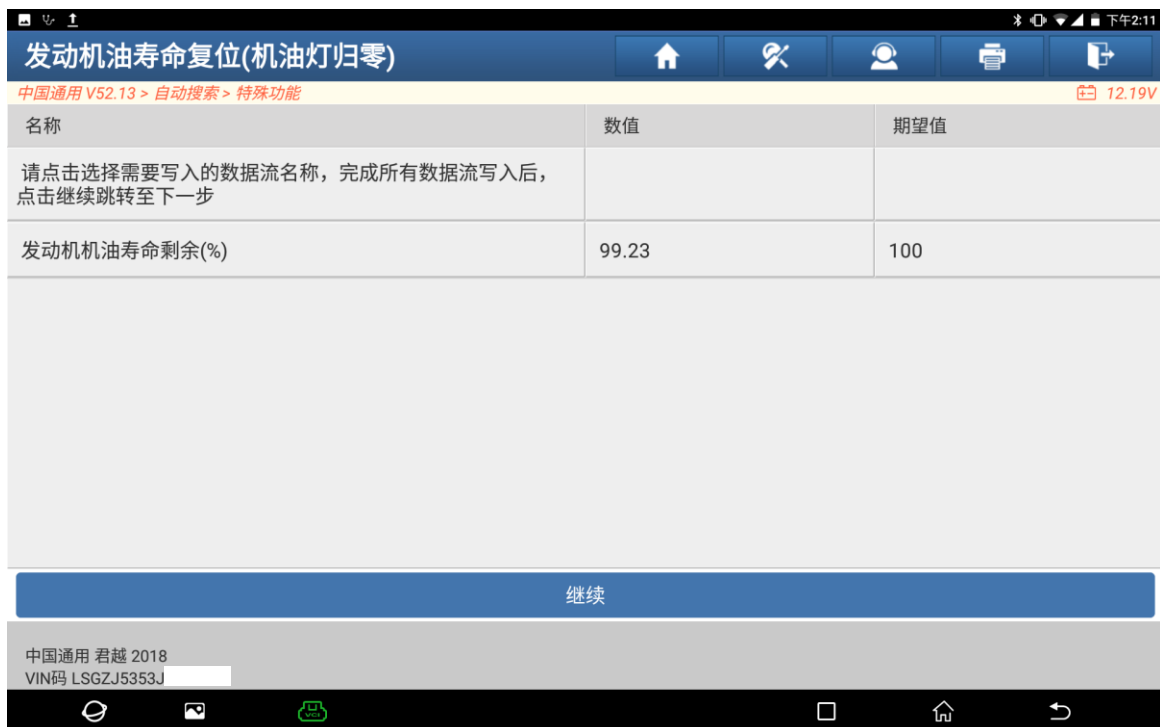 下午2:11
发动机油寿命复位(机油灯归零)
中国通用 V52.13 > 自动搜索 > 特殊功能
12.19V
名称 数值 期望值
请点击选择需要写入的数据流名称，完成所有数据流写入后，
点击继续跳转至下一步
发动机机油寿命剩余(%) 99.23 100
继续
中国通用 君越 2018
VIN码 LSGZJ5353J
VCI